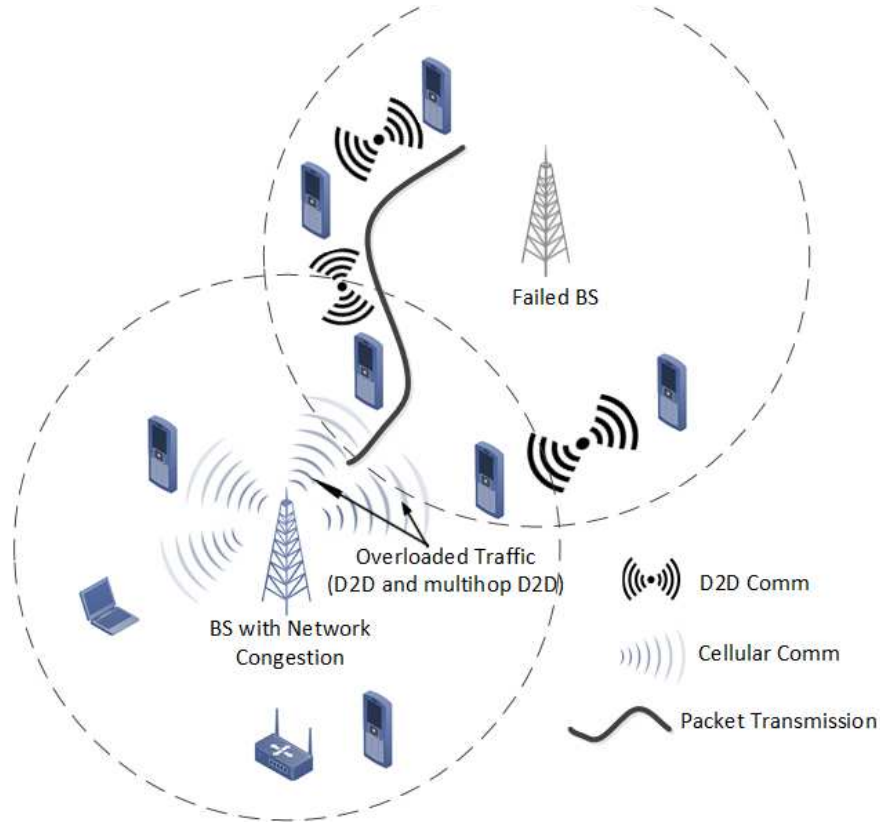 Failed BS
Overloaded Traffic
(D2D and multihop D2D)
BS with Network
Congestion
D2D Comm
Cellular Comm
Packet Transmission